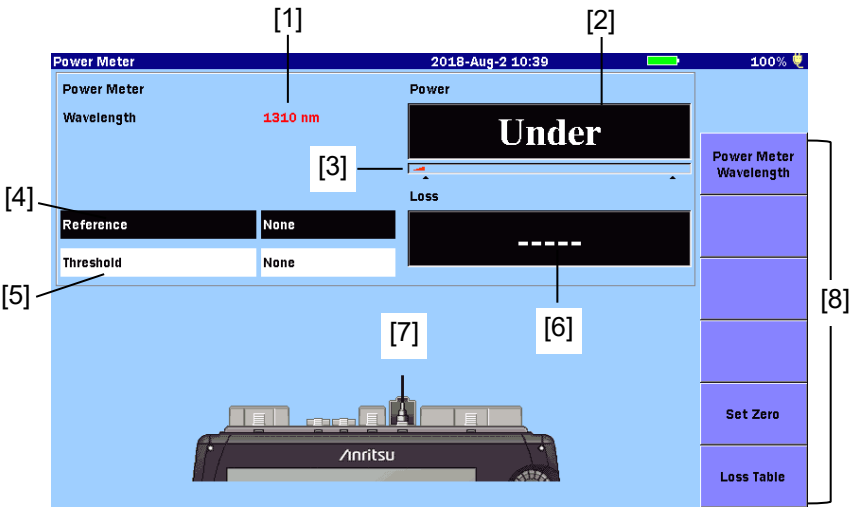 [1]
[2]
Power Meter 2018-Aug-2 10:39 100%
Power Meter
Wavelength 1310 nm
Power
Under
[3]
Power Meter
Wavelength
[4]
Loss
Reference None
-----
Threshold None
[5]
[6]
[7]
[8]
Set Zero
Anritsu
Loss Table